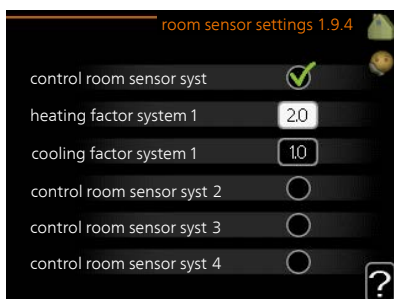 room sensor settings 1.9.4
control room sensor syst
heating factor system 1 2.0
cooling factor system 1 1.0
control room sensor syst 2
control room sensor syst 3
control room sensor syst 4
?